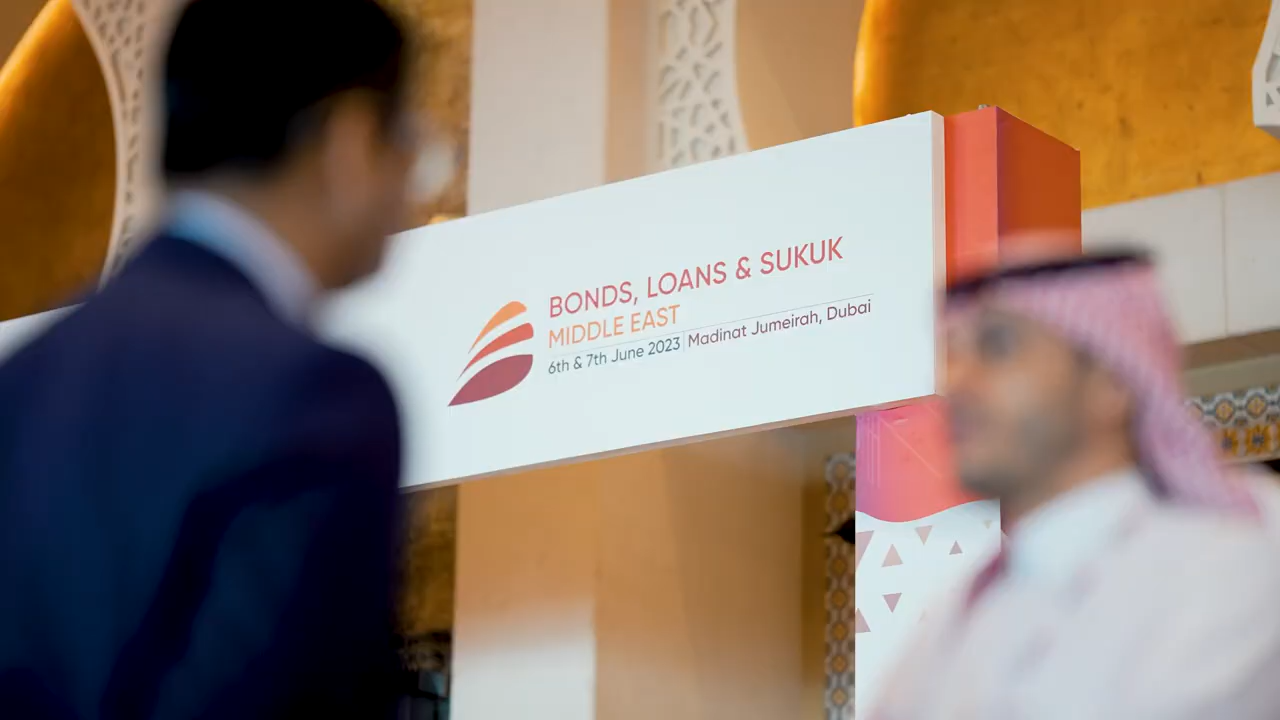 BONDS, LOANS & SUKUK
MIDDLE EAST
6th & 7th June 2023 | Madinat Jumeirah, Dubai